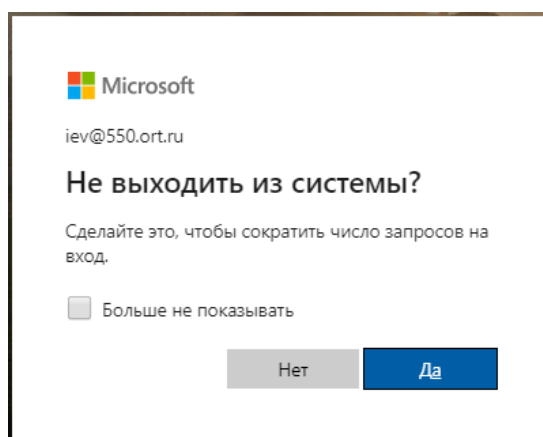 Microsoft
iev@550.ort.ru
Не выходить из системы?
Сделайте это, чтобы сократить число запросов на
вход.
Больше не показывать
Нет
Да